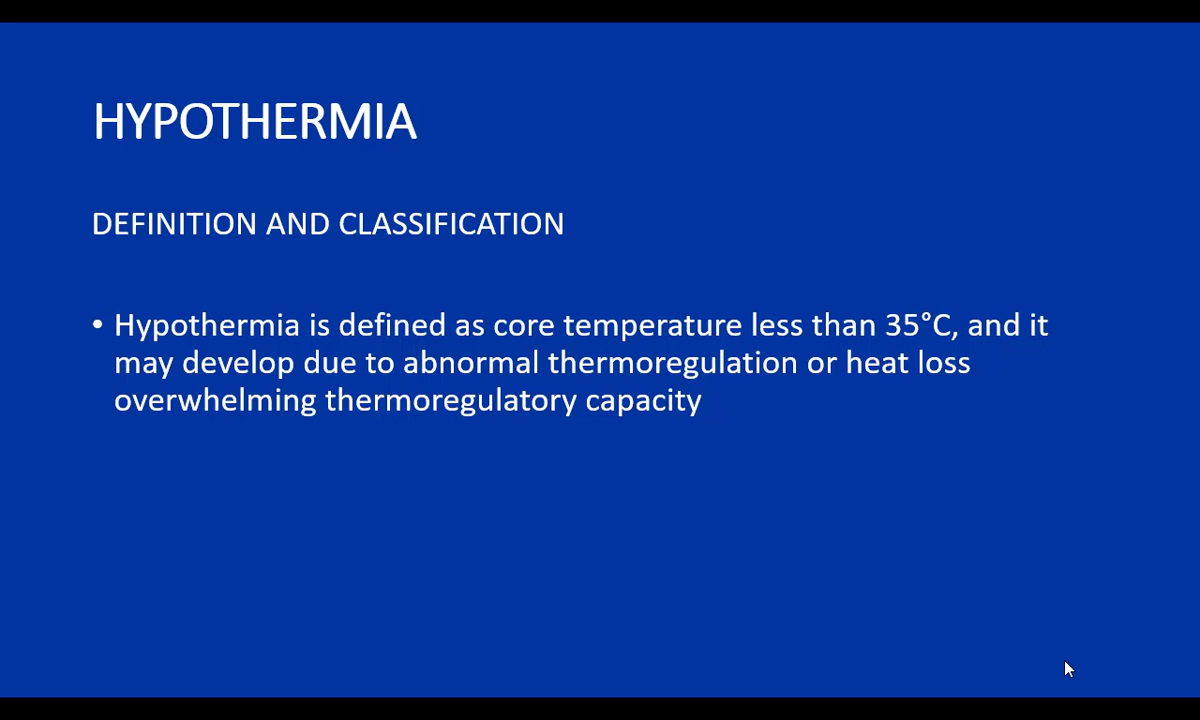 HYPOTHERMIA
DEFINITION AND CLASSIFICATION
• Hypothermia is defined as core temperature less than 35°C, and it
may develop due to abnormal thermoregulation or heat loss
overwhelming thermoregulatory capacity